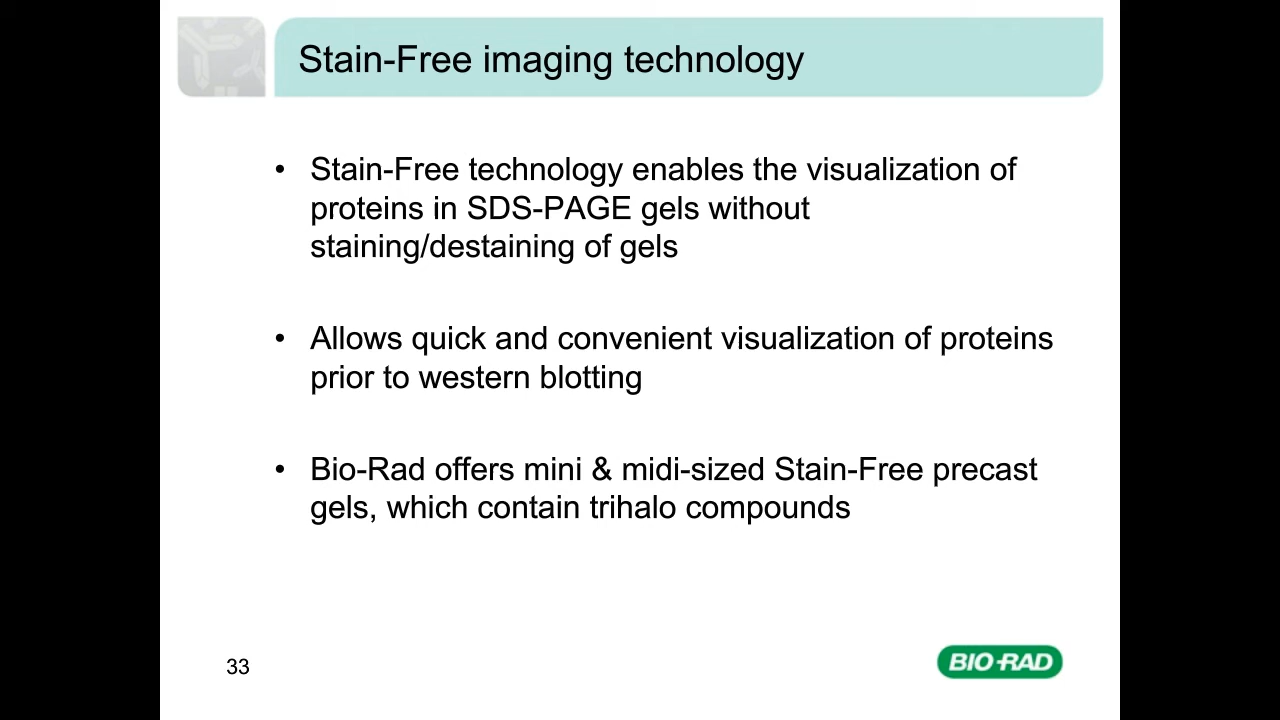 Stain-Free imaging technology
• Stain-Free technology enables the visualization of
proteins in SDS-PAGE gels without
staining/destaining of gels
• Allows quick and convenient visualization of proteins
prior to western blotting
• Bio-Rad offers mini & midi-sized Stain-Free precast
gels, which contain trihalo compounds
33
BIO-RAD